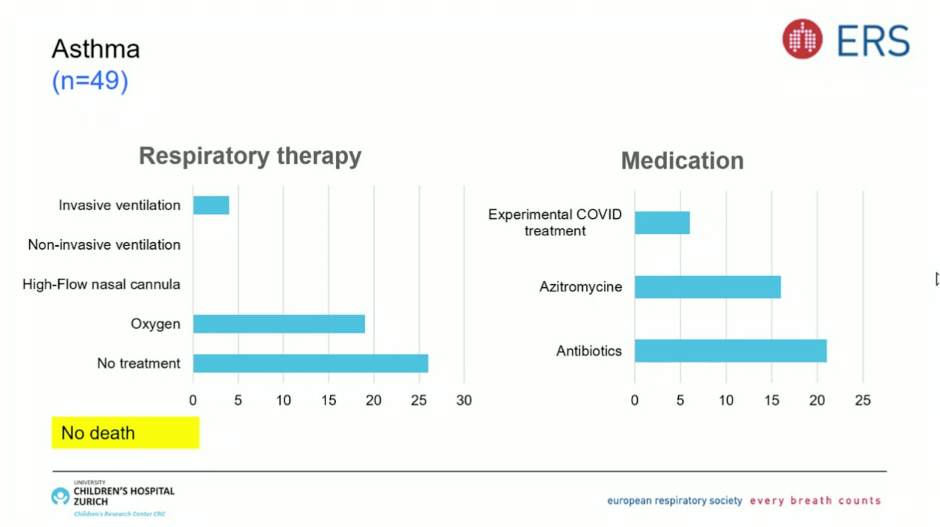 Asthma
(n=49)
ERS
Respiratory therapy
Invasive ventilation
Non-invasive ventilation
High-Flow nasal cannula
Oxygen
No treatment
0 5 10 15 20 25 30
Medication
Experimental COVID
treatment
Azitromycine
Antibiotics
0 5 10 15 20 25
No death
UNIVERSITY
CHILDREN'S HOSPITAL
ZURICH
Children's Research Center CRC
european respiratory society every breath counts